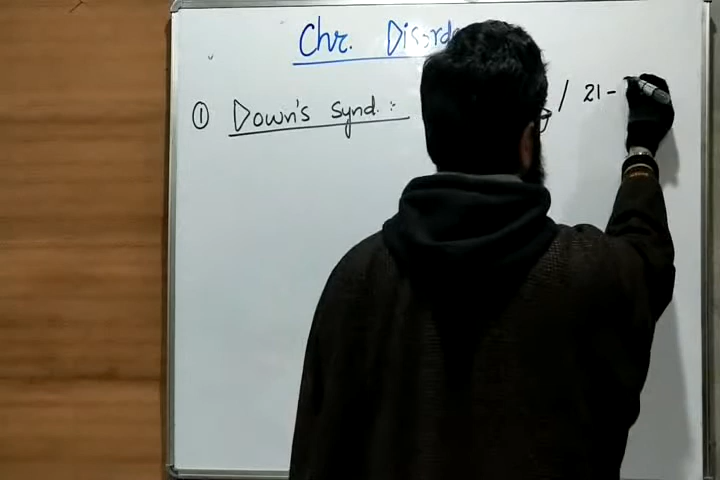 Chr. Disord
① Down's Synd. :- / 21 -